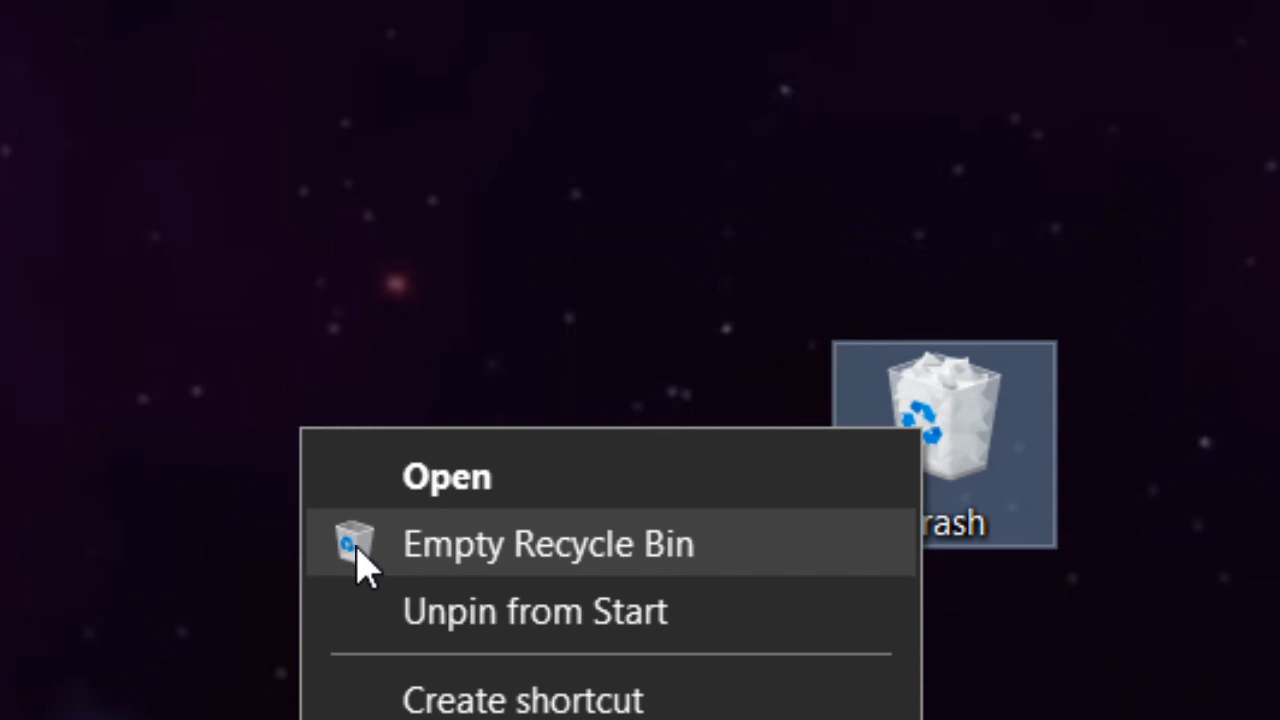 Open
Empty Recycle Bin
rash
Unpin from Start
Create shortcut